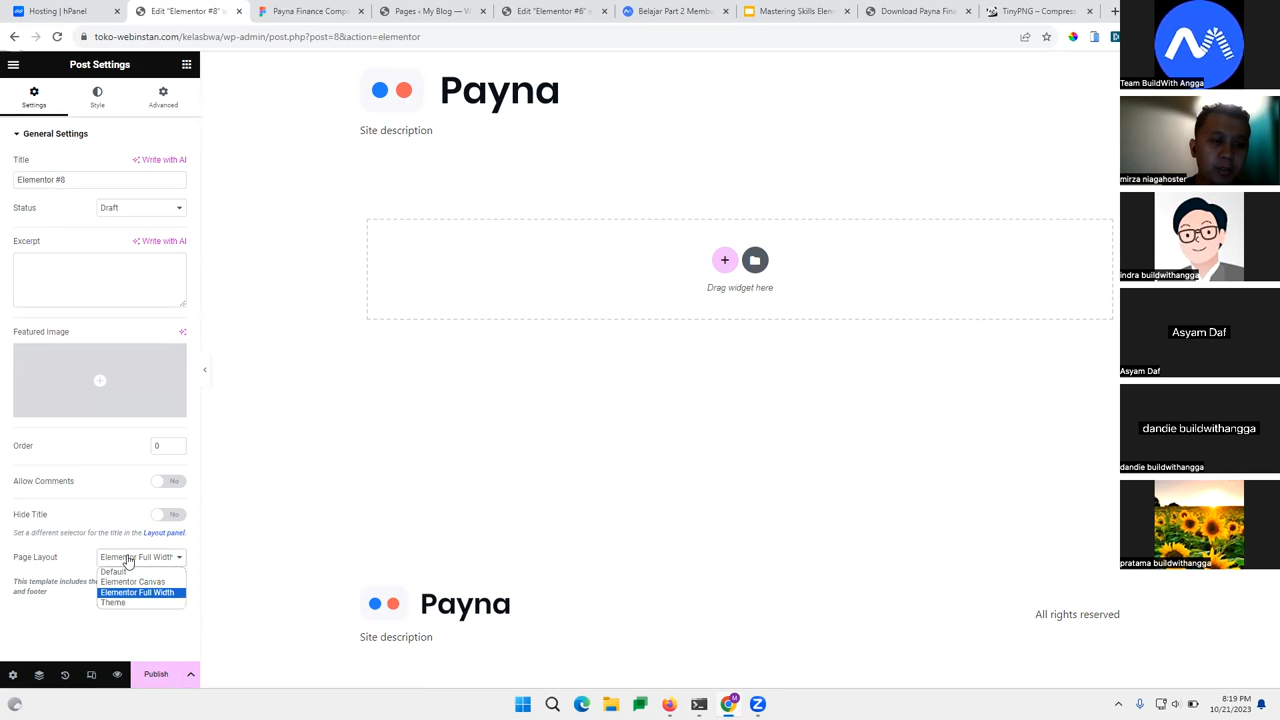 hPanel
Edit "Elementor #8"
Payna Finance Comp
Pages ‹ My Blog — W
Edit "Elementor #6"
Belajar Part 2 Memb
Mastering Skills Elem
Download Payna Fin
TinyPNG – Compress
toko-webinstan.com/kelasbwa/wp-admin/post.php?post=8&action=elementor
Post Settings
Settings
Style
Advanced
General Settings
Title
Write with AI
Elementor #8
Status
Draft
Excerpt
Write with AI
Featured Image
Order
0
Allow Comments
No
Hide Title
No
Set a different selector for the title in the Layout panel.
Page Layout
Elementor Full Width
Default
Elementor Canvas
Elementor Full Width
Theme
This template includes the
and footer
Publish
Payna
Site description
Drag widget here
Payna
Site description
All rights reserved
Team BuildWith Angga
mirza niagahoster
indra buildwithangga
Asyam Daf
Asyam Daf
dandie buildwithangga
dandie buildwithangga
pratama buildwithangga
8:19 PM
10/21/2023